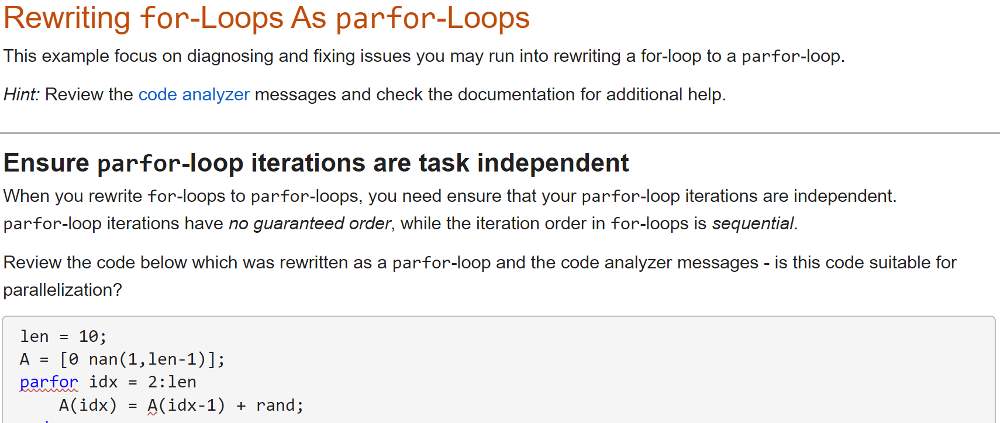 Rewriting for-Loops As parfor-Loops
This example focus on diagnosing and fixing issues you may run into rewriting a for-loop to a parfor-loop.
Hint: Review the code analyzer messages and check the documentation for additional help.
Ensure parfor-loop iterations are task independent
When you rewrite for-loops to parfor-loops, you need ensure that your parfor-loop iterations are independent.
parfor-loop iterations have no guaranteed order, while the iteration order in for-loops is sequential.
Review the code below which was rewritten as a parfor-loop and the code analyzer messages - is this code suitable for
parallelization?
len = 10;
A = [0 nan(1,len-1)];
parfor idx = 2:len
    A(idx) = A(idx-1) + rand;